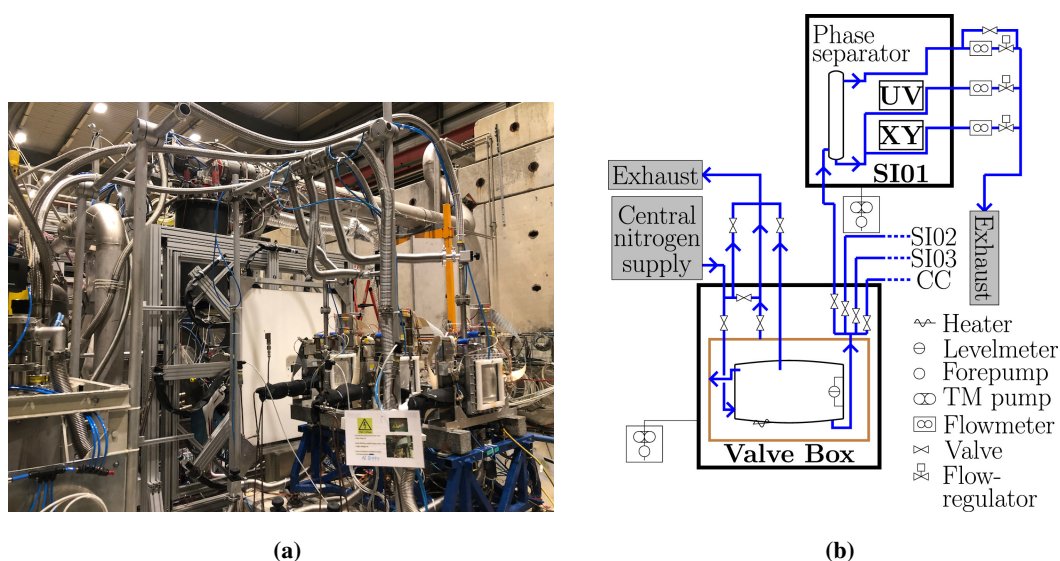 Phase
separator
UV
XY
SI01
Exhaust
Central
nitrogen
supply
SI02
SI03
CC
Exhaust
Heater
Levelmeter
Forepump
TM pump
Flowmeter
Valve
Flow-
regulator
Valve Box
(a)
(b)